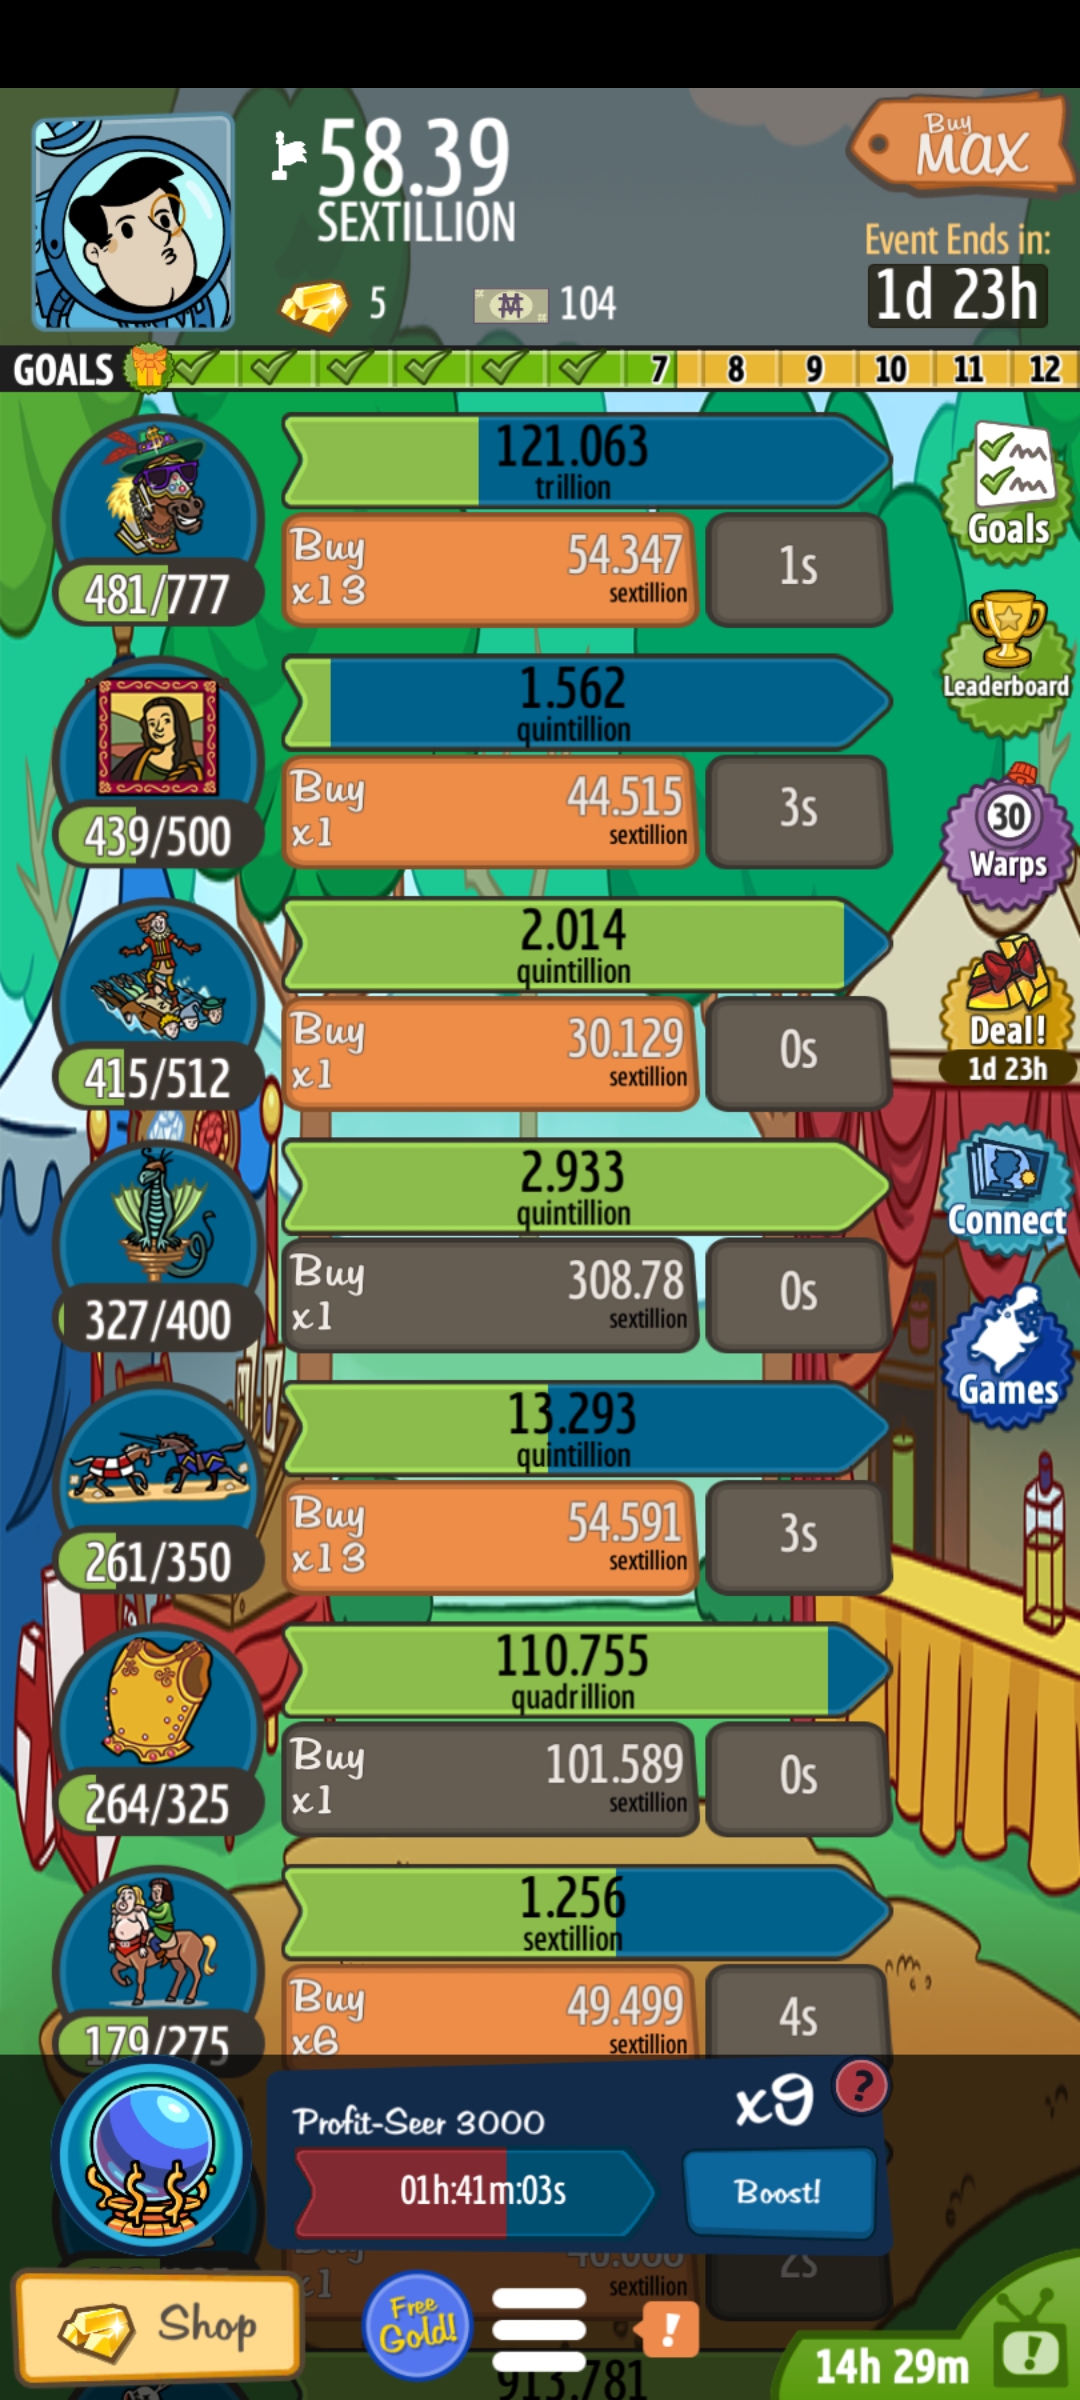 58.39
SEXTILLION
Buy
MAX
Event Ends in:
1d 23h
5
104
GOALS 7 8 9 10 11 12
121.063
trillion
Buy
x13
54.347
sextillion
1s
481/777
Goals
Leaderboard
1.562
quintillion
Buy
x1
44.515
sextillion
3s
439/500
30
Warps
2.014
quintillion
Buy
x1
30.129
sextillion
0s
415/512
Deal!
1d 23h
2.933
quintillion
Buy
x1
308.78
sextillion
0s
327/400
Connect
Games
13.293
quintillion
Buy
x13
54.591
sextillion
3s
261/350
110.755
quadrillion
Buy
x1
101.589
sextillion
0s
264/325
1.256
sextillion
Buy
x6
49.499
sextillion
4s
179/275
Profit-Seer 3000
x9
?
01h:41m:03s
Boost!
Buy
x1
sextillion
2s
Shop
Free
Gold!
!
14h 29m
!
913.781